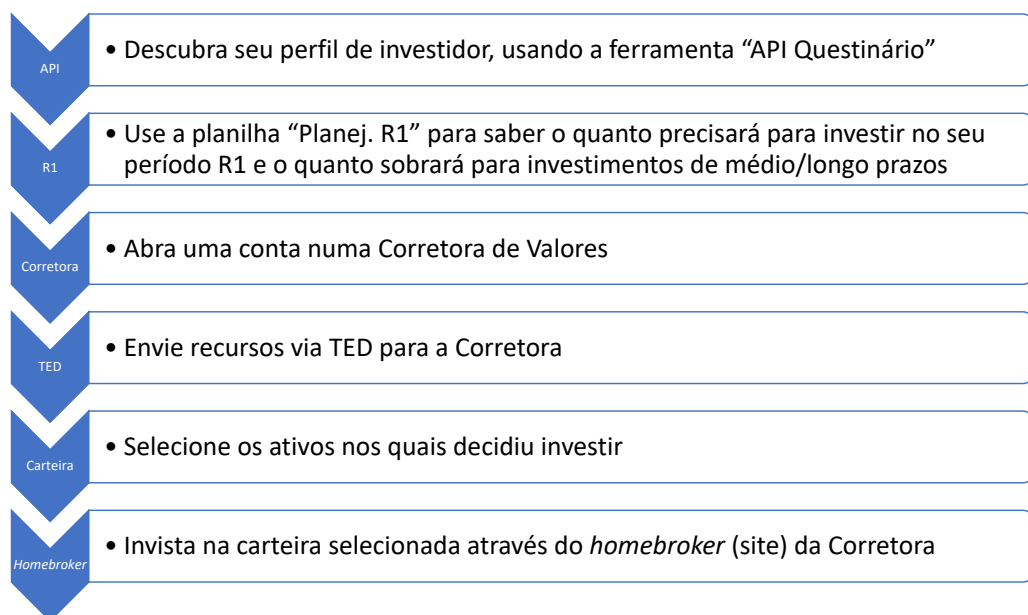 API
• Descubra seu perfil de investidor, usando a ferramenta “API Questinário”
R1
• Use a planilha “Planej. R1” para saber o quanto precisará para investir no seu
período R1 e o quanto sobrará para investimentos de médio/longo prazos
Corretora
• Abra uma conta numa Corretora de Valores
TED
• Envie recursos via TED para a Corretora
Carteira
• Selecione os ativos nos quais decidiu investir
Homebroker
• Invista na carteira selecionada através do homebroker (site) da Corretora